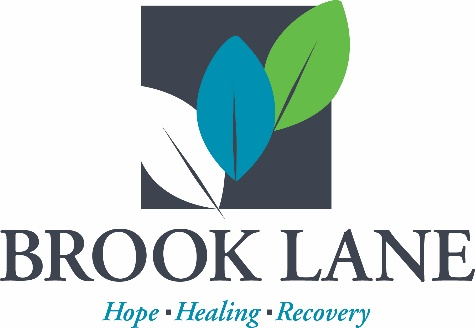 BROOK LANE
Hope ▪ Healing ▪ Recovery